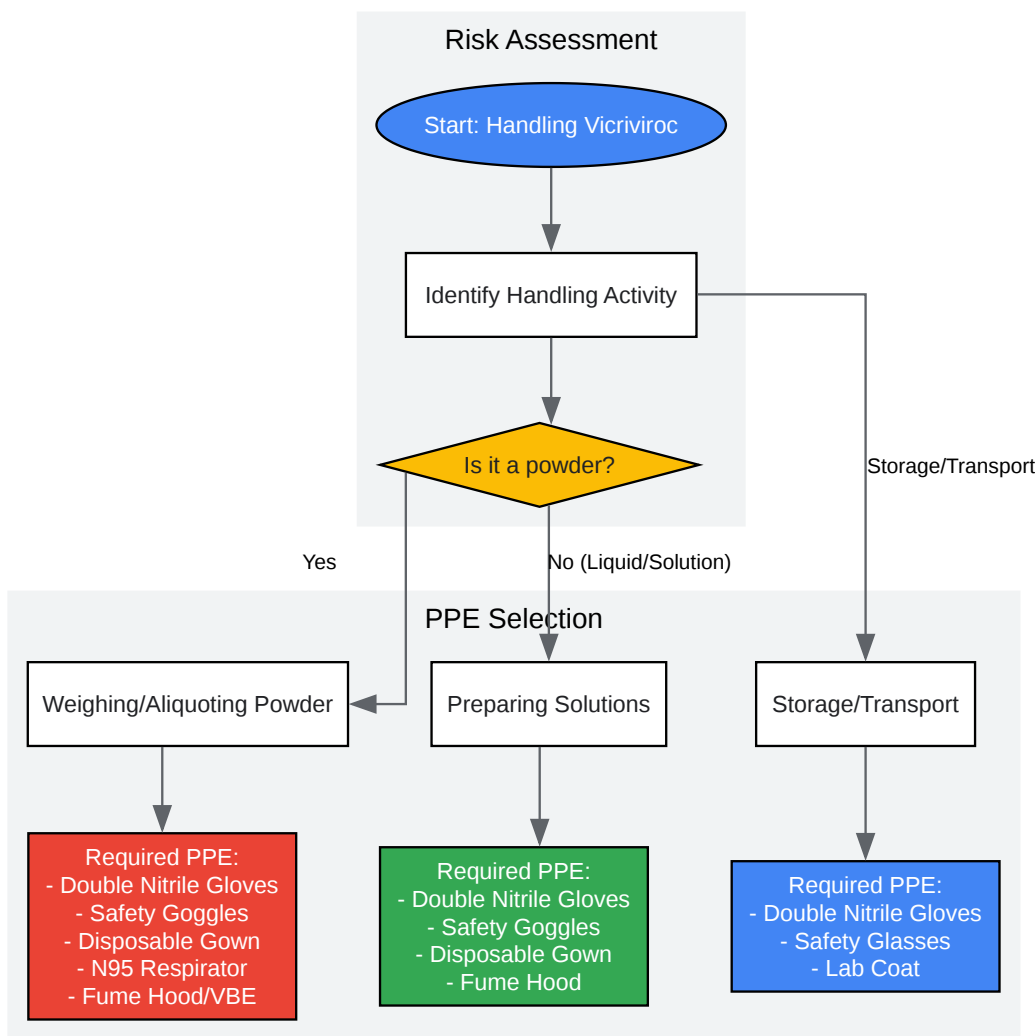 Risk Assessment
Start: Handling Vicriviroc
Identify Handling Activity
Is it a powder?
Storage/Transport
Yes
No (Liquid/Solution)
PPE Selection
Weighing/Aliquoting Powder
Preparing Solutions
Storage/Transport
Required PPE:
- Double Nitrile Gloves
- Safety Goggles
- Disposable Gown
- N95 Respirator
- Fume Hood/VBE
Required PPE:
- Double Nitrile Gloves
- Safety Goggles
- Disposable Gown
- Fume Hood
Required PPE:
- Double Nitrile Gloves
- Safety Glasses
- Lab Coat